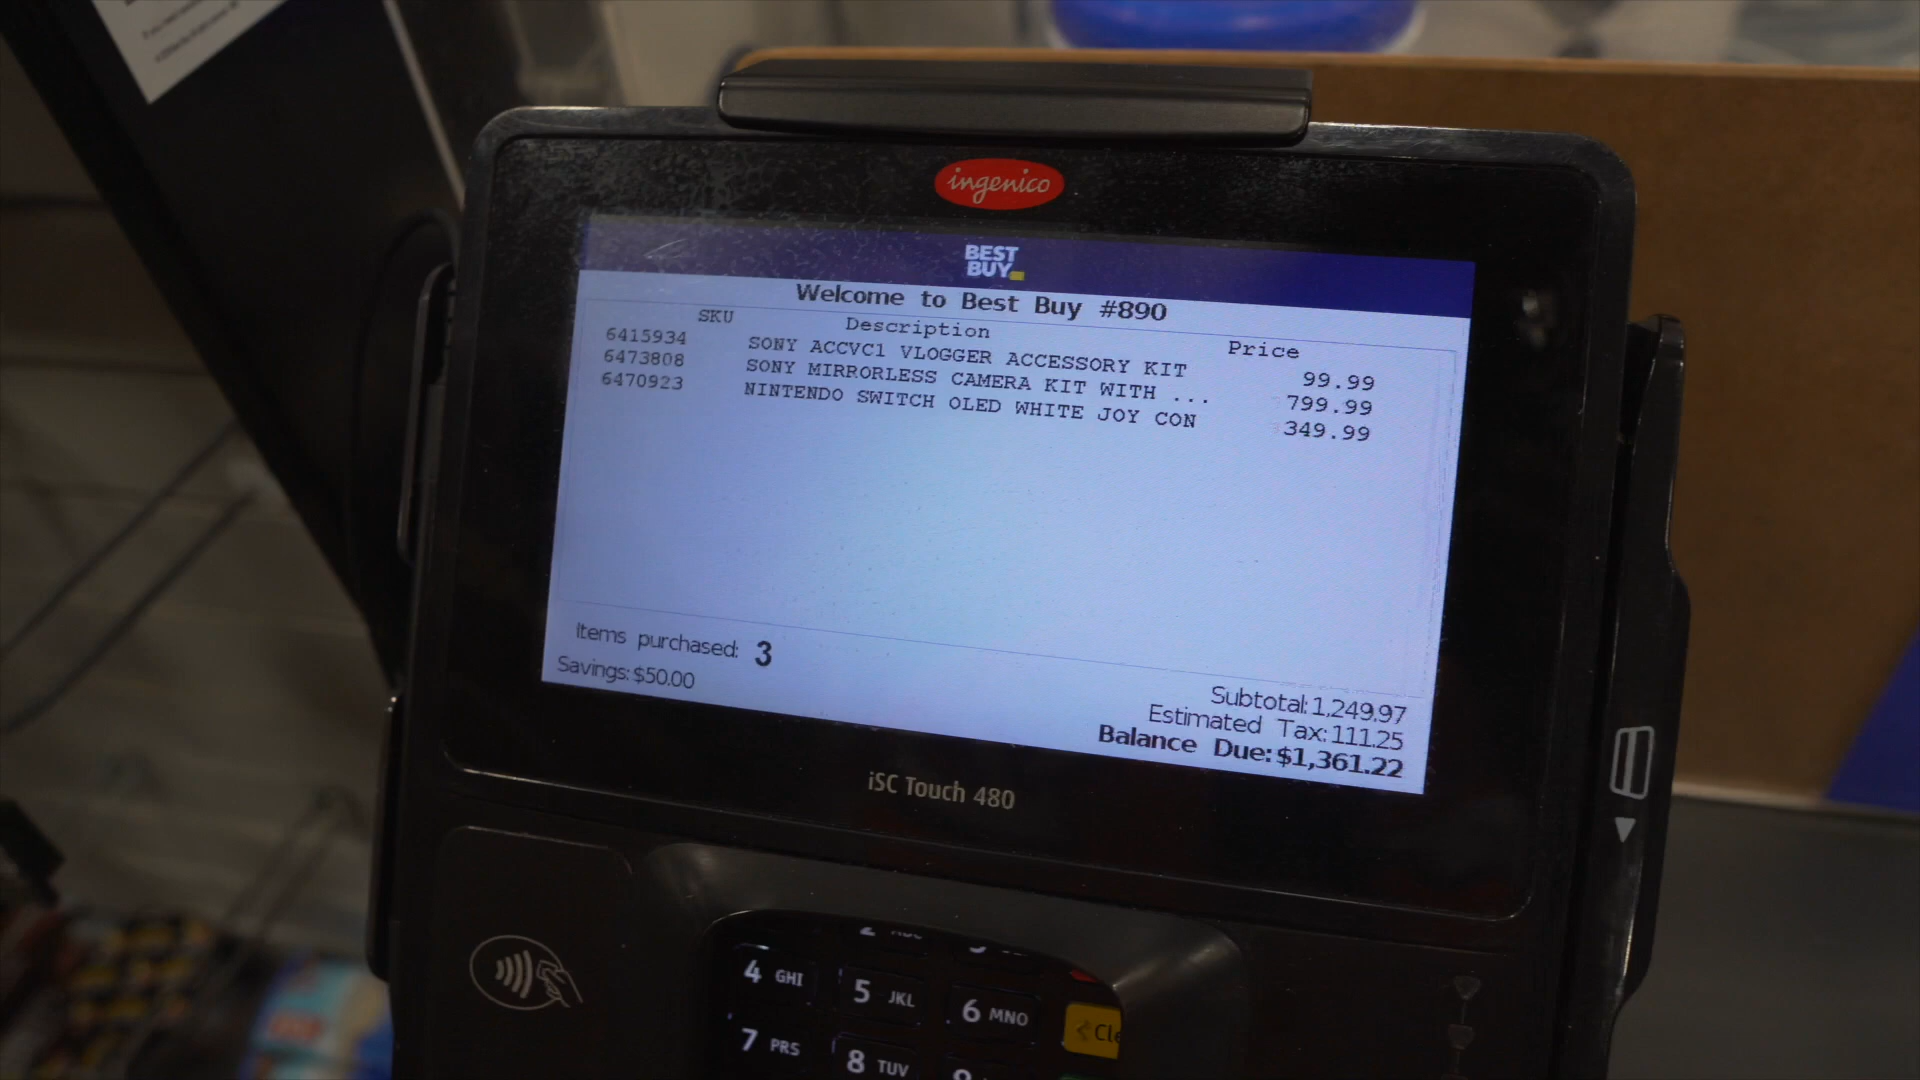 ingenico
BEST
BUY
Welcome to Best Buy #890
SKU Description Price
6415934 SONY ACCVC1 VLOGGER ACCESSORY KIT 99.99
6473808 SONY MIRRORLESS CAMERA KIT WITH ... 799.99
6470923 NINTENDO SWITCH OLED WHITE JOY CON 349.99
Items purchased: 3
Savings: $50.00
Subtotal: 1,249.97
Estimated Tax: 111.25
Balance Due: $1,361.22
iSC Touch 480
4 GHI 5 JKL 6 MNO
7 PRS 8 TUV